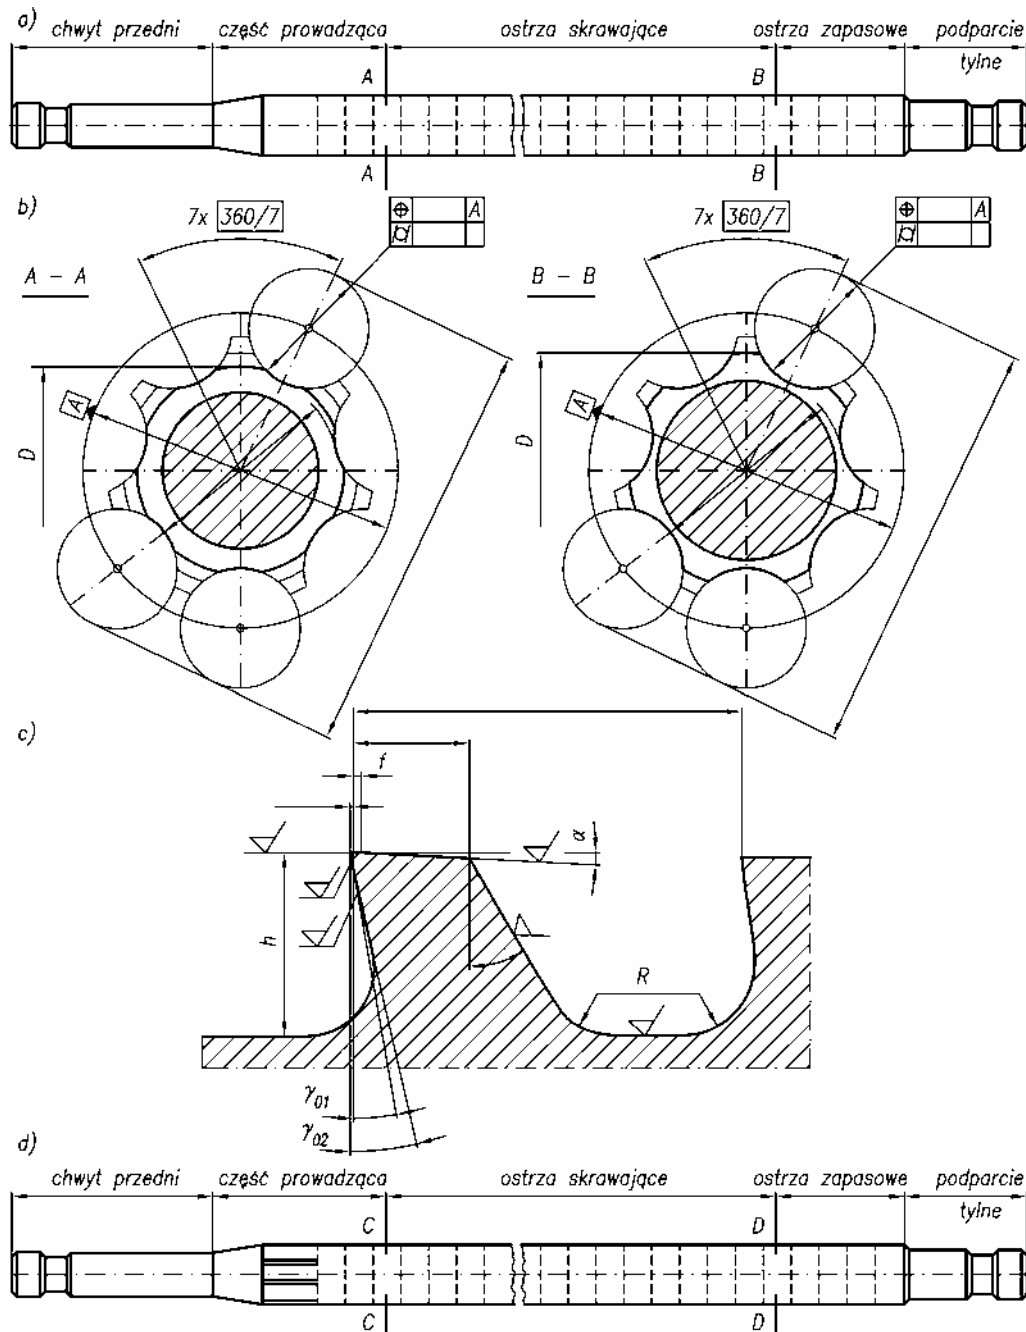 a)
chwyt przedni część prowadząca ostrza skrawające ostrza zapasowe podparcie
tylne
A B
A B
b)
7x 360/7 A 7x 360/7 A
A - A B - B
A A
D D
c)
f
α
h
R
γ01
γ02
d)
chwyt przedni część prowadząca ostrza skrawające ostrza zapasowe podparcie
tylne
C D
C D